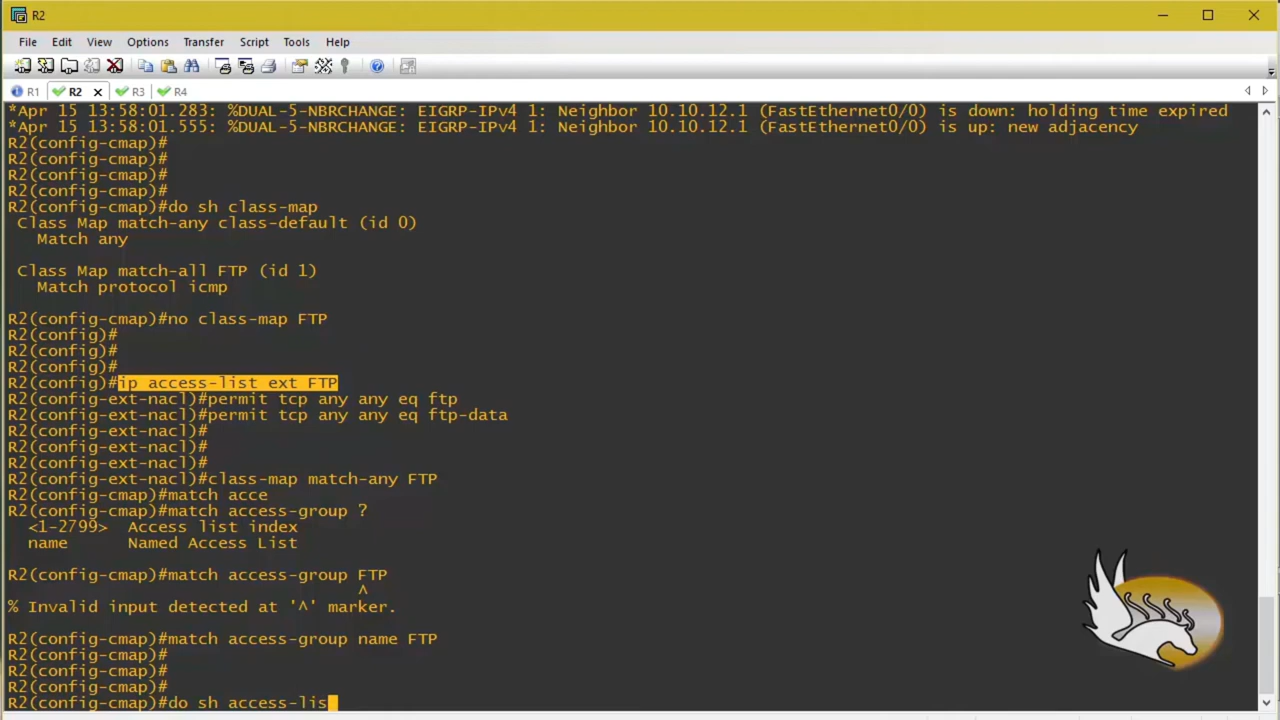 R2
File Edit View Options Transfer Script Tools Help
R1 R2 R3 R4
*Apr 15 13:58:01.283: %DUAL-5-NBRCHANGE: EIGRP-IPv4 1: Neighbor 10.10.12.1 (FastEthernet0/0) is down: holding time expired
*Apr 15 13:58:01.555: %DUAL-5-NBRCHANGE: EIGRP-IPv4 1: Neighbor 10.10.12.1 (FastEthernet0/0) is up: new adjacency
R2(config-cmap)#
R2(config-cmap)#
R2(config-cmap)#
R2(config-cmap)#
R2(config-cmap)#do sh class-map
Class Map match-any class-default (id 0)
Match any
Class Map match-all FTP (id 1)
Match protocol icmp
R2(config-cmap)#no class-map FTP
R2(config)#
R2(config)#
R2(config)#
R2(config)#ip access-list ext FTP
R2(config-ext-nacl)#permit tcp any any eq ftp
R2(config-ext-nacl)#permit tcp any any eq ftp-data
R2(config-ext-nacl)#
R2(config-ext-nacl)#
R2(config-ext-nacl)#
R2(config-ext-nacl)#class-map match-any FTP
R2(config-cmap)#match acce
R2(config-cmap)#match access-group ?
<1-2799> Access list index
name Named Access List
R2(config-cmap)#match access-group FTP
^
% Invalid input detected at '^' marker.
R2(config-cmap)#match access-group name FTP
R2(config-cmap)#
R2(config-cmap)#
R2(config-cmap)#
R2(config-cmap)#do sh access-lis